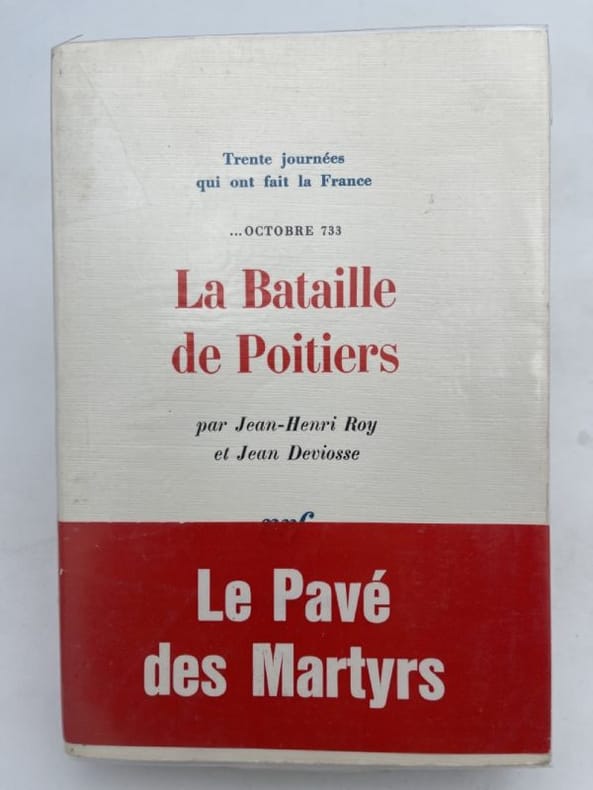 Trente journées
qui ont fait la France
...OCTOBRE 733
La Bataille
de Poitiers
par Jean-Henri Roy
et Jean Deviosse
nrf
Le Pavé
des Martyrs